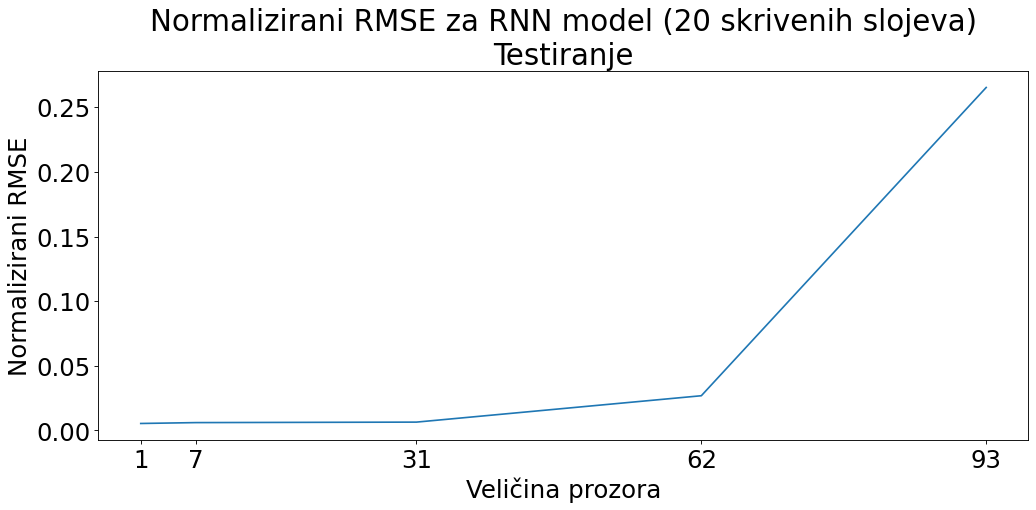 Normalizirani RMSE za RNN model (20 skrivenih slojeva)
Testiranje
Normalizirani RMSE
0.25
0.20
0.15
0.10
0.05
0.00
1 7 31 62 93
Veličina prozora